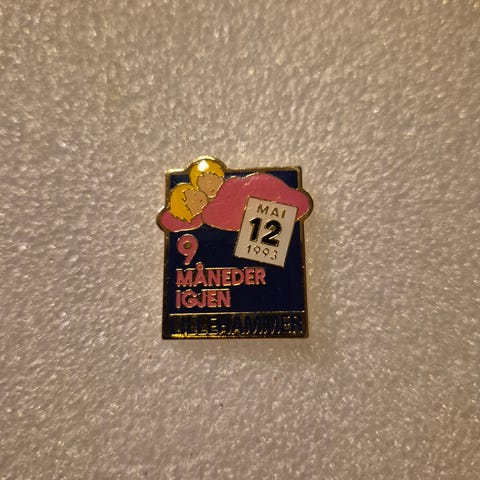 MAI
12
1993
9
MÅNEDER
IGJEN
LILLEHAMMER